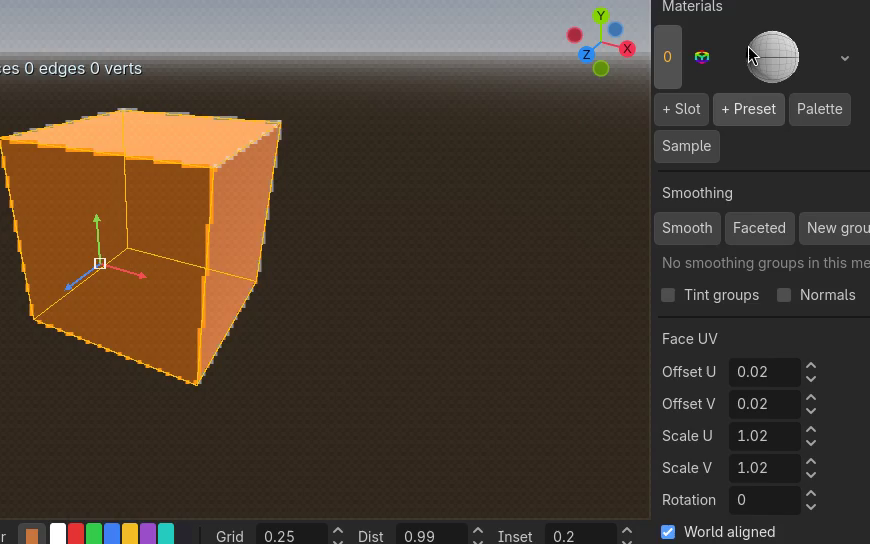 Materials
Y
X
Z
ces 0 edges 0 verts
0
+ Slot + Preset Palette
Sample
Smoothing
Smooth Faceted New grou
No smoothing groups in this me
Tint groups Normals
Face UV
Offset U 0.02
Offset V 0.02
Scale U 1.02
Scale V 1.02
Rotation 0
World aligned
r Grid 0.25 Dist 0.99 Inset 0.2